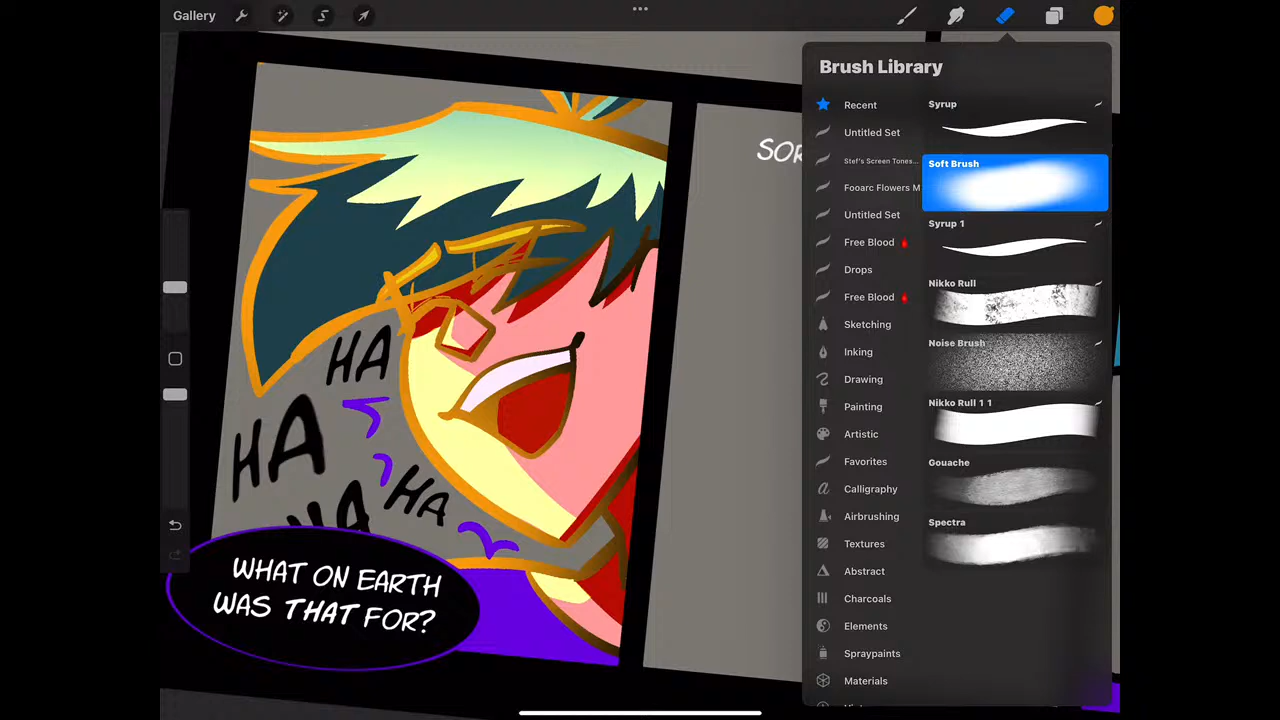 Gallery
Brush Library
Recent
Untitled Set
Stef's Screen Tones...
Fooarc Flowers M
Untitled Set
Free Blood
Drops
Free Blood
Sketching
Inking
Drawing
Painting
Artistic
Favorites
Calligraphy
Airbrushing
Textures
Abstract
Charcoals
Elements
Spraypaints
Materials
Syrup
Soft Brush
Syrup 1
Nikko Rull
Noise Brush
Nikko Rull 1 1
Gouache
Spectra
SOR
HA
HA
HA
HA
WHAT ON EARTH
WAS THAT FOR?